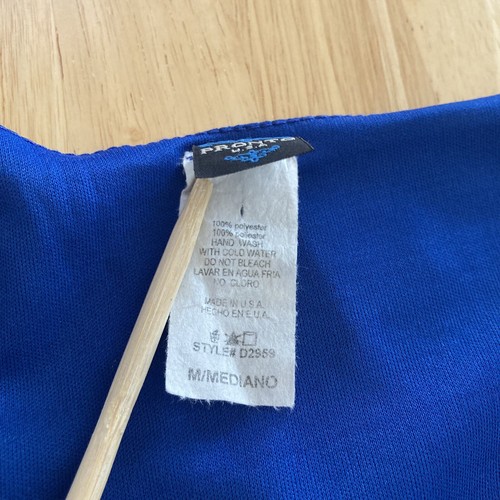 PRONTO
U.S.A.
100% polyester
100% poliester
HAND WASH
WITH COLD WATER
DO NOT BLEACH
LAVAR EN AGUA FRIA
NO CLORO
MADE IN U.S.A.
HECHO EN E.U.A.
STYLE# D2959
M/MEDIANO